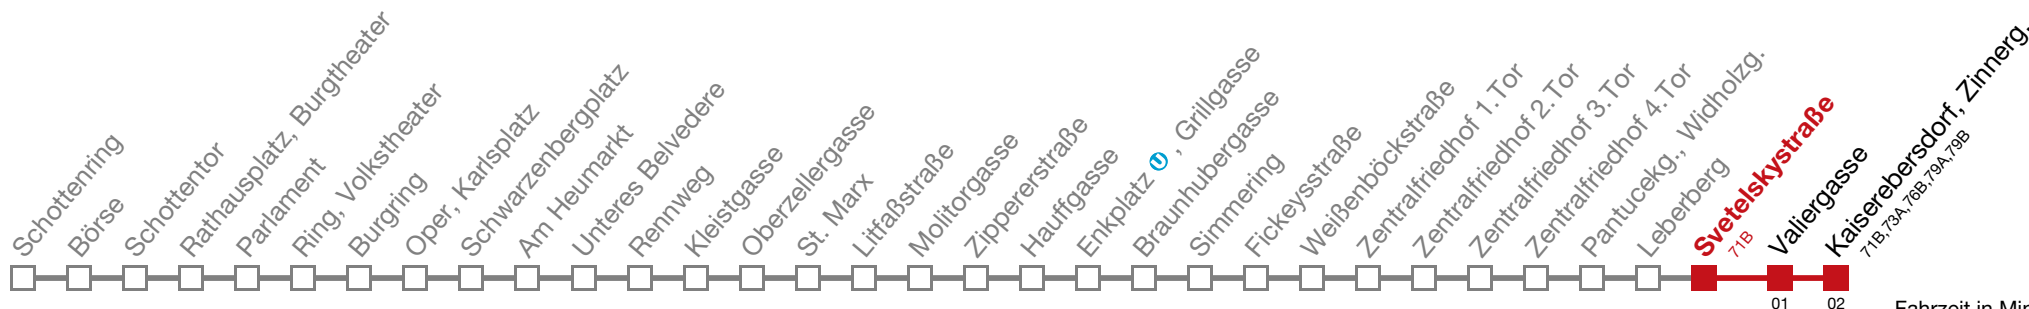 Schottenring
Börse
Schottentor
Rathausplatz, Burgtheater
Parlament
Ring, Volkstheater
Burgring
Oper, Karlsplatz
Schwarzenbergplatz
Am Heumarkt
Unteres Belvedere
Rennweg
Kleistgasse
Oberzellergasse
St. Marx
Litfaßstraße
Molitorgasse
Zippererstraße
Hauffgasse
Enkplatz U, Grillgasse
Braunhubergasse
Simmering
Fickeysstraße
Weißenböckstraße
Zentralfriedhof 1.Tor
Zentralfriedhof 2.Tor
Zentralfriedhof 3.Tor
Zentralfriedhof 4.Tor
Pantucekg., Widholzg.
Leberberg
Svetelskystraße
71B
Valiergasse
Kaiserebersdorf, Zinnerg.
71B,73A,76B,79A,79B
01
02
Fahrzeit in